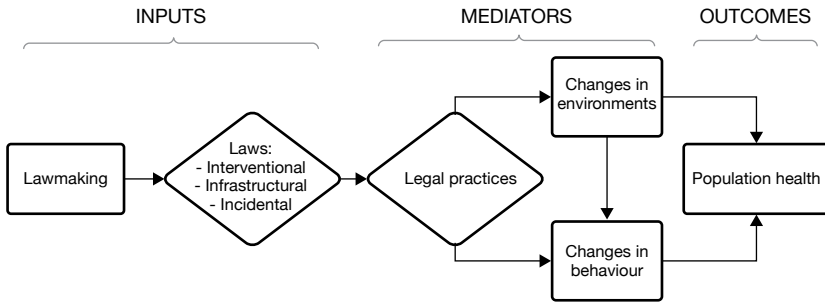 INPUTS
MEDIATORS
OUTCOMES
Lawmaking
Laws:
- Interventional
- Infrastructural
- Incidental
Legal practices
Changes in
environments
Changes in
behaviour
Population health